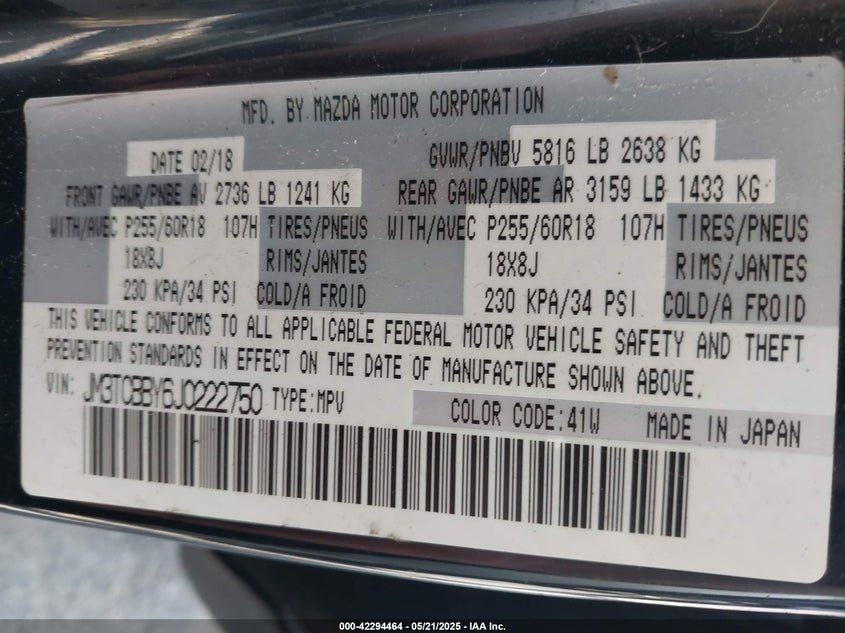 MFD. BY MAZDA MOTOR CORPORATION
DATE 02/18 GVWR/PNBV 5816 LB 2638 KG
FRONT GAWR/PNBE AV 2736 LB 1241 KG REAR GAWR/PNBE AR 3159 LB 1433 KG
WITH/AVEC P255/60R18 107H TIRES/PNEUS WITH/AVEC P255/60R18 107H TIRES/PNEUS
18X8J RIMS/JANTES 18X8J RIMS/JANTES
230 KPA/34 PSI COLD/A FROID 230 KPA/34 PSI COLD/A FROID
THIS VEHICLE CONFORMS TO ALL APPLICABLE FEDERAL MOTOR VEHICLE SAFETY AND THEFT
PREVENTION STANDARDS IN EFFECT ON THE DATE OF MANUFACTURE SHOWN ABOVE.
VIN: JM3TCBBY6J0222750 TYPE:MPV COLOR CODE:41W MADE IN JAPAN
000-42294464 - 05/21/2025 - IAA Inc.